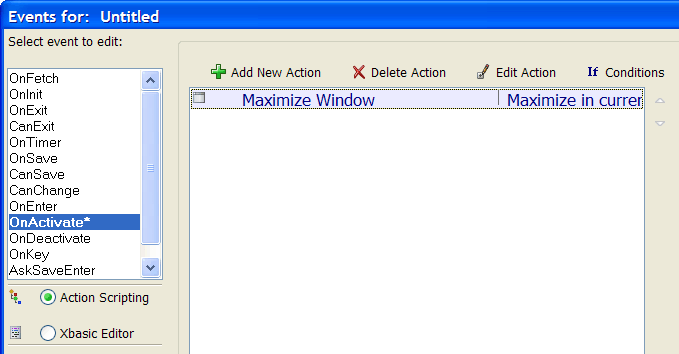 Events for: Untitled
Select event to edit:
Add New Action Delete Action Edit Action If Conditions
OnFetch
OnInit
OnExit
CanExit
OnTimer
OnSave
CanSave
CanChange
OnEnter
OnActivate*
OnDeactivate
OnKey
AskSaveEnter
Maximize Window Maximize in currer
Action Scripting
Xbasic Editor